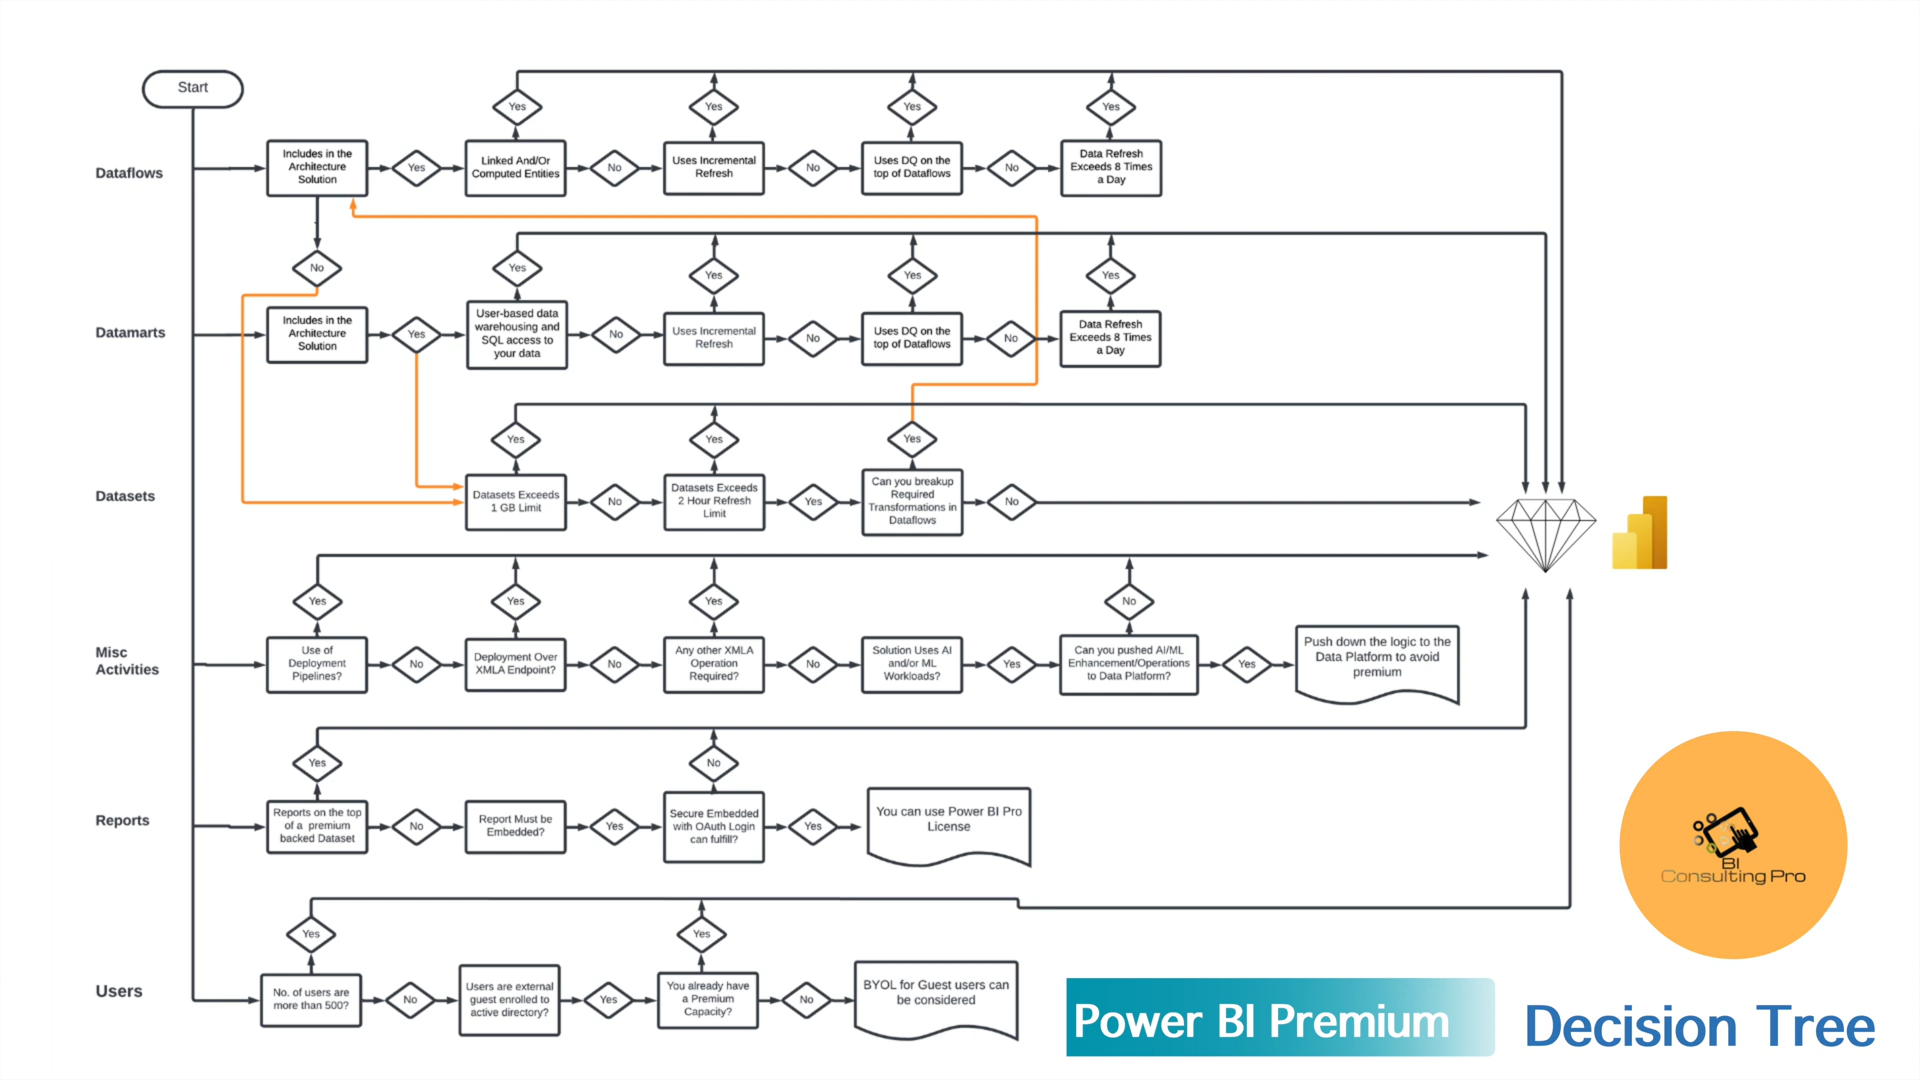 Start
Yes
Yes
Yes
Yes
Dataflows
Includes in the
Architecture
Solution
Yes
Linked And/Or
Computed Entities
No
Uses Incremental
Refresh
No
Uses DQ on the
top of Dataflows
No
Data Refresh
Exceeds 8 Times
a Day
No
Yes
Yes
Yes
Yes
Datamarts
Includes in the
Architecture
Solution
Yes
User-based data
warehousing and
SQL access to
your data
No
Uses Incremental
Refresh
No
Uses DQ on the
top of Dataflows
No
Data Refresh
Exceeds 8 Times
a Day
Yes
Yes
Yes
Datasets
Datasets Exceeds
1 GB Limit
No
Datasets Exceeds
2 Hour Refresh
Limit
Yes
Can you breakup
Required
Transformations in
Dataflows
No
Yes
Yes
Yes
No
Misc
Activities
Use of
Deployment
Pipelines?
No
Deployment Over
XMLA Endpoint?
No
Any other XMLA
Operation
Required?
No
Solution Uses AI
and/or ML
Workloads?
Yes
Can you pushed AI/ML
Enhancement/Operations
to Data Platform?
Yes
Push down the logic to the
Data Platform to avoid
premium
Yes
No
Reports
Reports on the top
of a premium
backed Dataset
No
Report Must be
Embedded?
Yes
Secure Embedded
with OAuth Login
can fulfill?
Yes
You can use Power BI Pro
License
BI
Consulting Pro
Yes
Yes
Users
No. of users are
more than 500?
No
Users are external
guest enrolled to
active directory?
Yes
You already have
a Premium
Capacity?
No
BYOL for Guest users can
be considered
Power BI Premium
Decision Tree